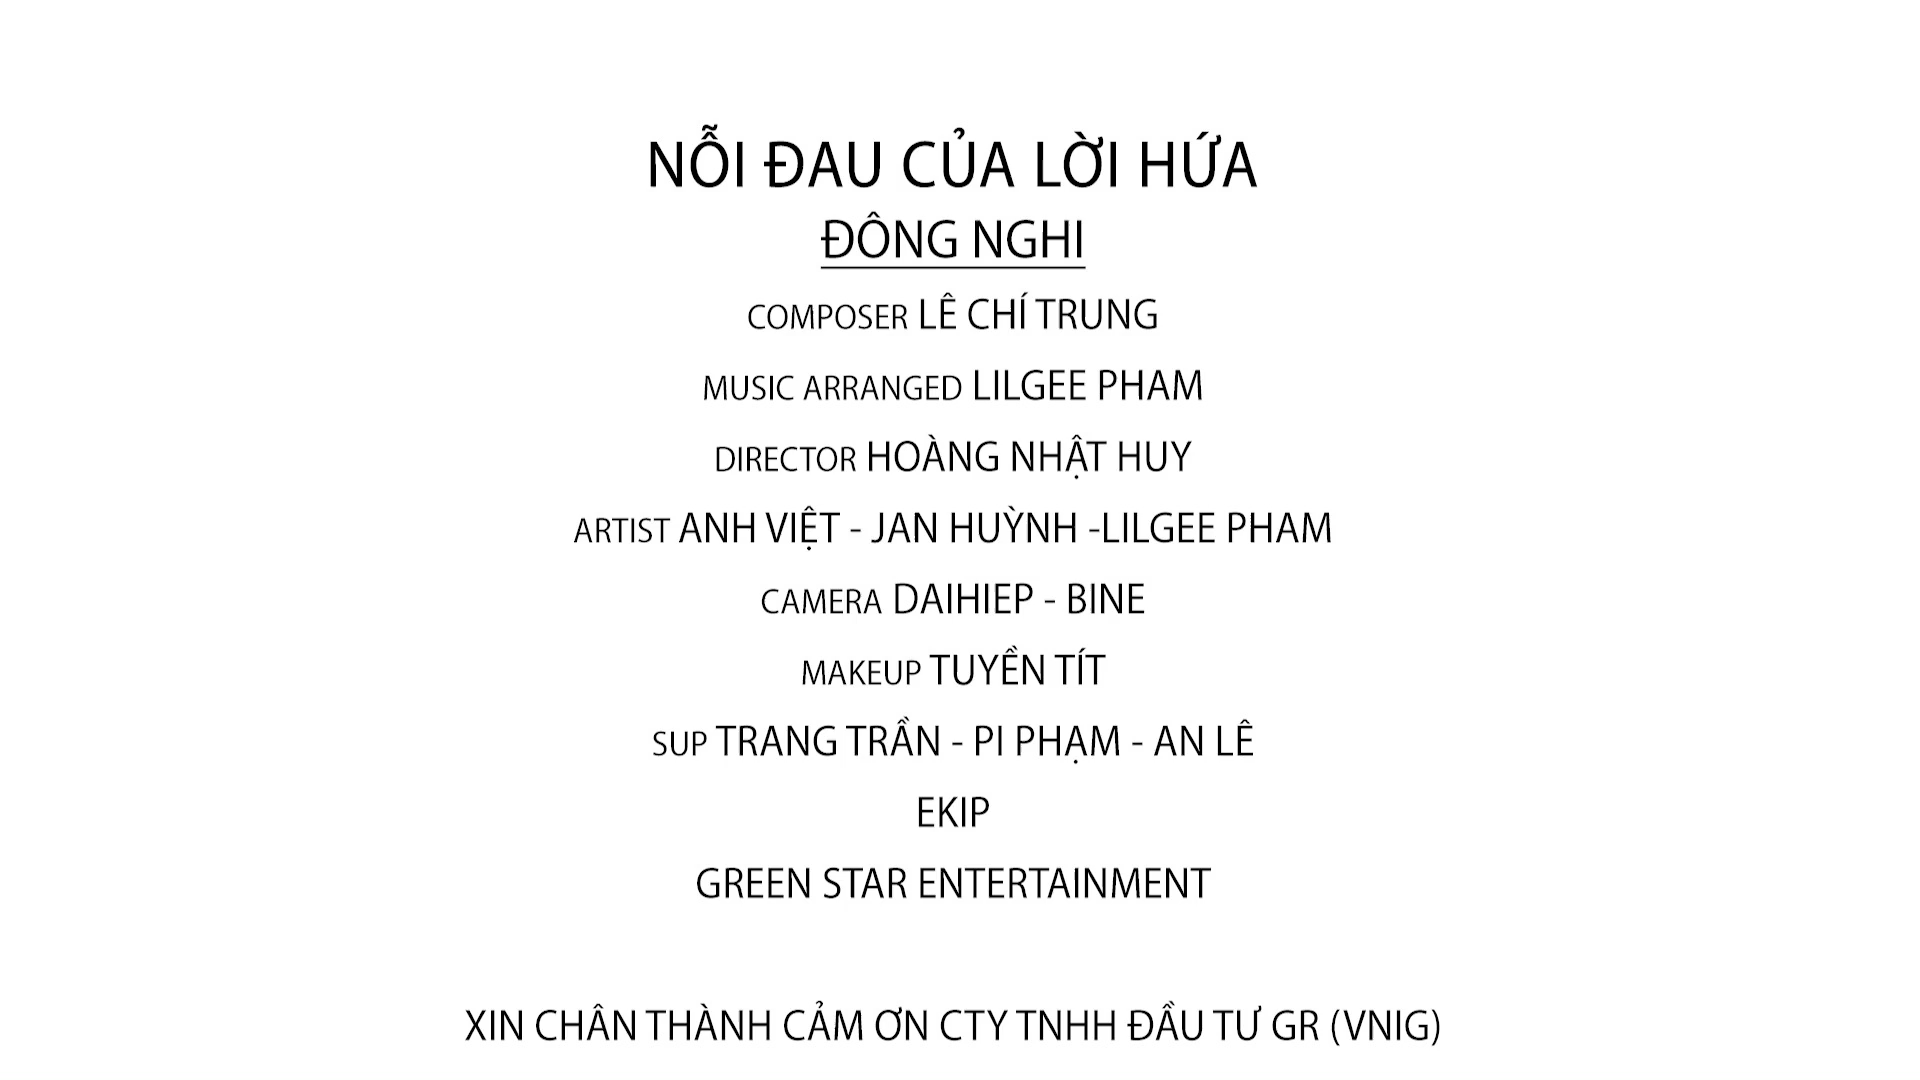 NỖI ĐAU CỦA LỜI HỨA
ĐÔNG NGHI
COMPOSER LÊ CHÍ TRUNG
MUSIC ARRANGED LILGEE PHAM
DIRECTOR HOÀNG NHẬT HUY
ARTIST ANH VIỆT - JAN HUỲNH -LILGEE PHAM
CAMERA DAIHIEP - BINE
MAKEUP TUYỀN TÍT
SUP TRANG TRẦN - PI PHẠM - AN LÊ
EKIP
GREEN STAR ENTERTAINMENT
XIN CHÂN THÀNH CẢM ƠN CTY TNHH ĐẦU TƯ GR (VNIG)